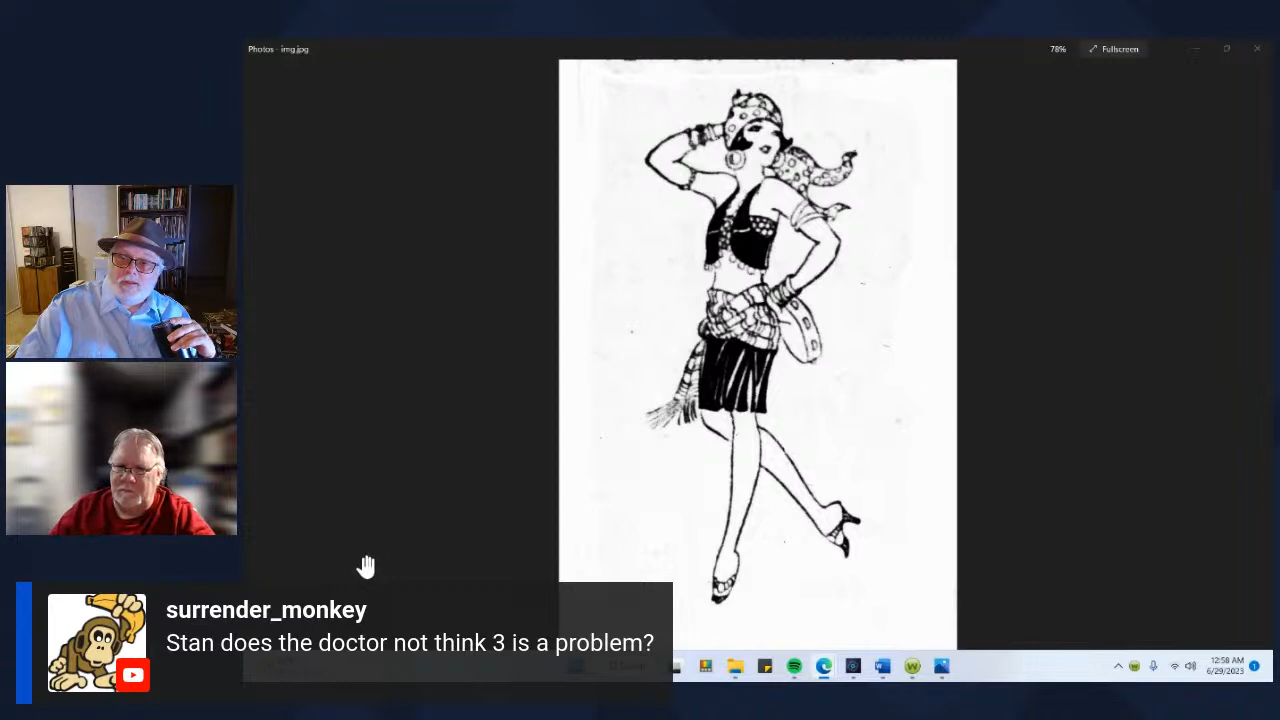 Photos - img.jpg
78%
Fullscreen
surrender_monkey
Stan does the doctor not think 3 is a problem?
12:58 AM
6/29/2023